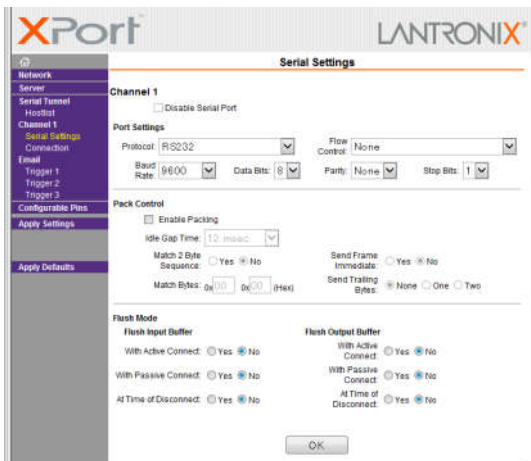 XPort LANTRONIX
Serial Settings
Network
Server
Serial Tunnel
Hostlist
Channel 1
Serial Settings
Connection
Email
Trigger 1
Trigger 2
Trigger 3
Configurable Pins
Apply Settings
Apply Defaults
Channel 1
Disable Serial Port
Port Settings
Protocol: RS232 Flow Control: None
Baud Rate: 9600 Data Bits: 8 Parity: None Stop Bits: 1
Pack Control
Enable Packing
Idle Gap Time: 12 msec
Match 2 Byte Sequence: Yes No Send Frame Immediate: Yes No
Match Bytes: 0x00 0x00 (Hex) Send Trailing Bytes: None One Two
Flush Mode
Flush Input Buffer Flush Output Buffer
With Active Connect: Yes No With Active Connect: Yes No
With Passive Connect: Yes No With Passive Connect: Yes No
At Time of Disconnect: Yes No At Time of Disconnect: Yes No
OK